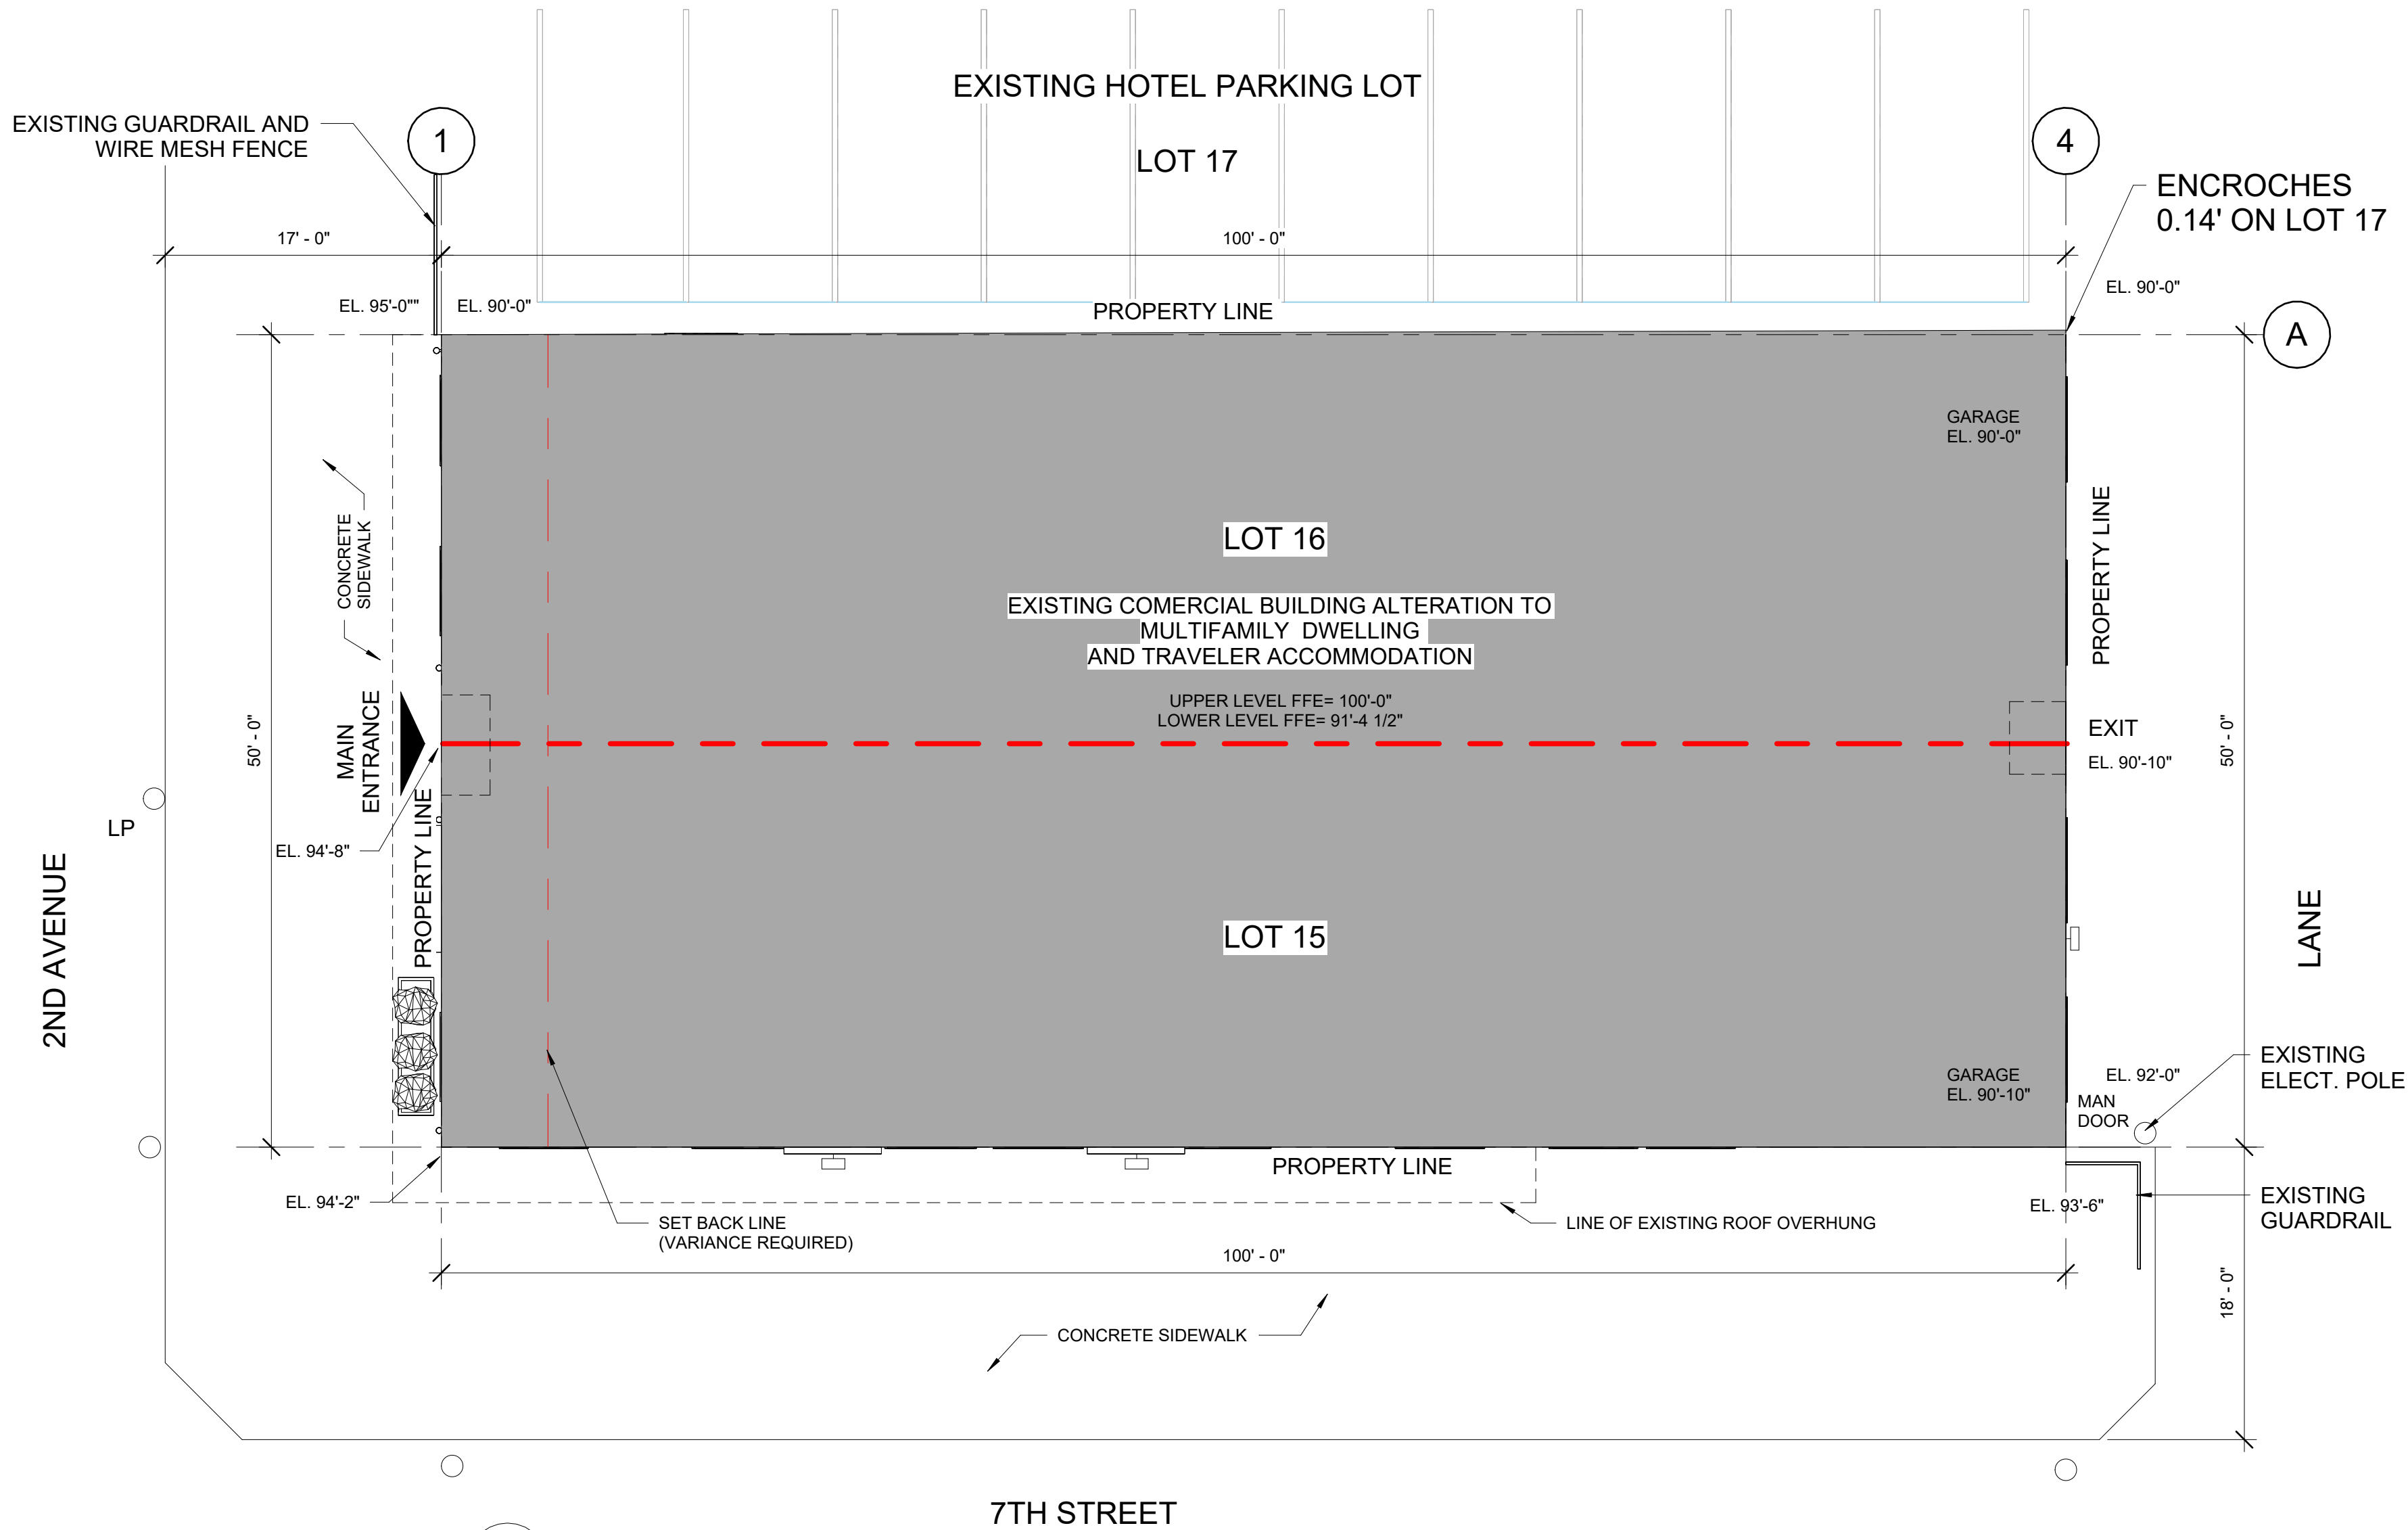 EXISTING HOTEL PARKING LOT
EXISTING GUARDRAIL AND
WIRE MESH FENCE
1
LOT 17
4
ENCROCHES
0.14' ON LOT 17
17' - 0"
100' - 0"
EL. 95'-0""
EL. 90'-0"
PROPERTY LINE
EL. 90'-0"
A
GARAGE
EL. 90'-0"
CONCRETE
SIDEWALK
LOT 16
PROPERTY LINE
EXISTING COMERCIAL BUILDING ALTERATION TO
MULTIFAMILY DWELLING
AND TRAVELER ACCOMMODATION
UPPER LEVEL FFE= 100'-0"
LOWER LEVEL FFE= 91'-4 1/2"
50' - 0"
MAIN
ENTRANCE
EXIT
EL. 90'-10"
50' - 0"
LP
EL. 94'-8"
PROPERTY LINE
2ND AVENUE
LOT 15
LANE
GARAGE
EL. 90'-10"
EL. 92'-0"
MAN
DOOR
EXISTING
ELECT. POLE
PROPERTY LINE
EL. 94'-2"
SET BACK LINE
(VARIANCE REQUIRED)
LINE OF EXISTING ROOF OVERHUNG
EL. 93'-6"
EXISTING
GUARDRAIL
100' - 0"
18' - 0"
CONCRETE SIDEWALK
7TH STREET